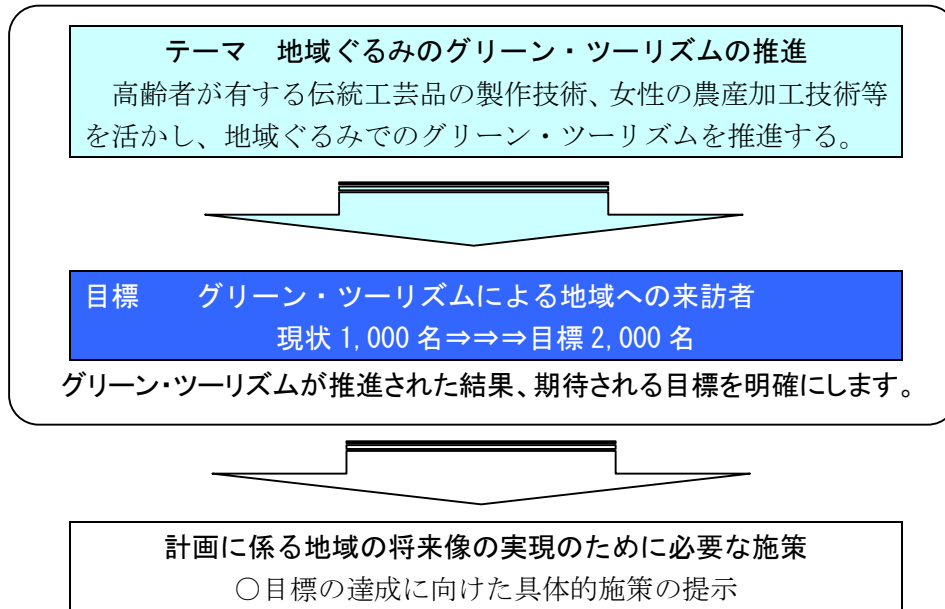 テーマ　地域ぐるみのグリーン・ツーリズムの推進
高齢者が有する伝統工芸品の製作技術、女性の農産加工技術等
を活かし、地域ぐるみでのグリーン・ツーリズムを推進する。
目標　　グリーン・ツーリズムによる地域への来訪者
現状 1,000 名⇒⇒⇒目標 2,000 名
グリーン・ツーリズムが推進された結果、期待される目標を明確にします。
計画に係る地域の将来像の実現のために必要な施策
○目標の達成に向けた具体的施策の提示